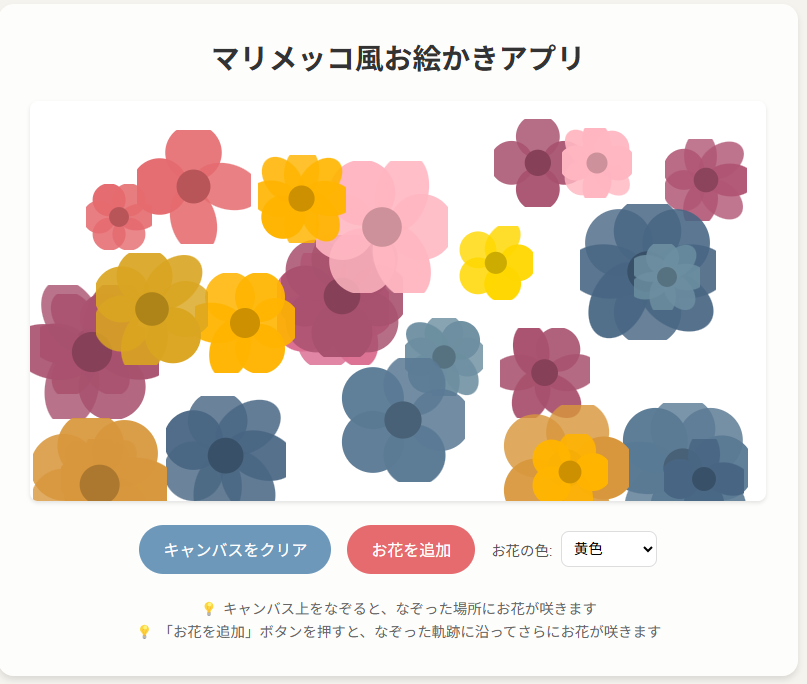 マリメッコ風お絵かきアプリ
キャンバスをクリア
お花を追加
お花の色:
黄色
💡 キャンバス上をなぞると、なぞった場所にお花が咲きます
💡 「お花を追加」ボタンを押すと、なぞった軌跡に沿ってさらにお花が咲きます